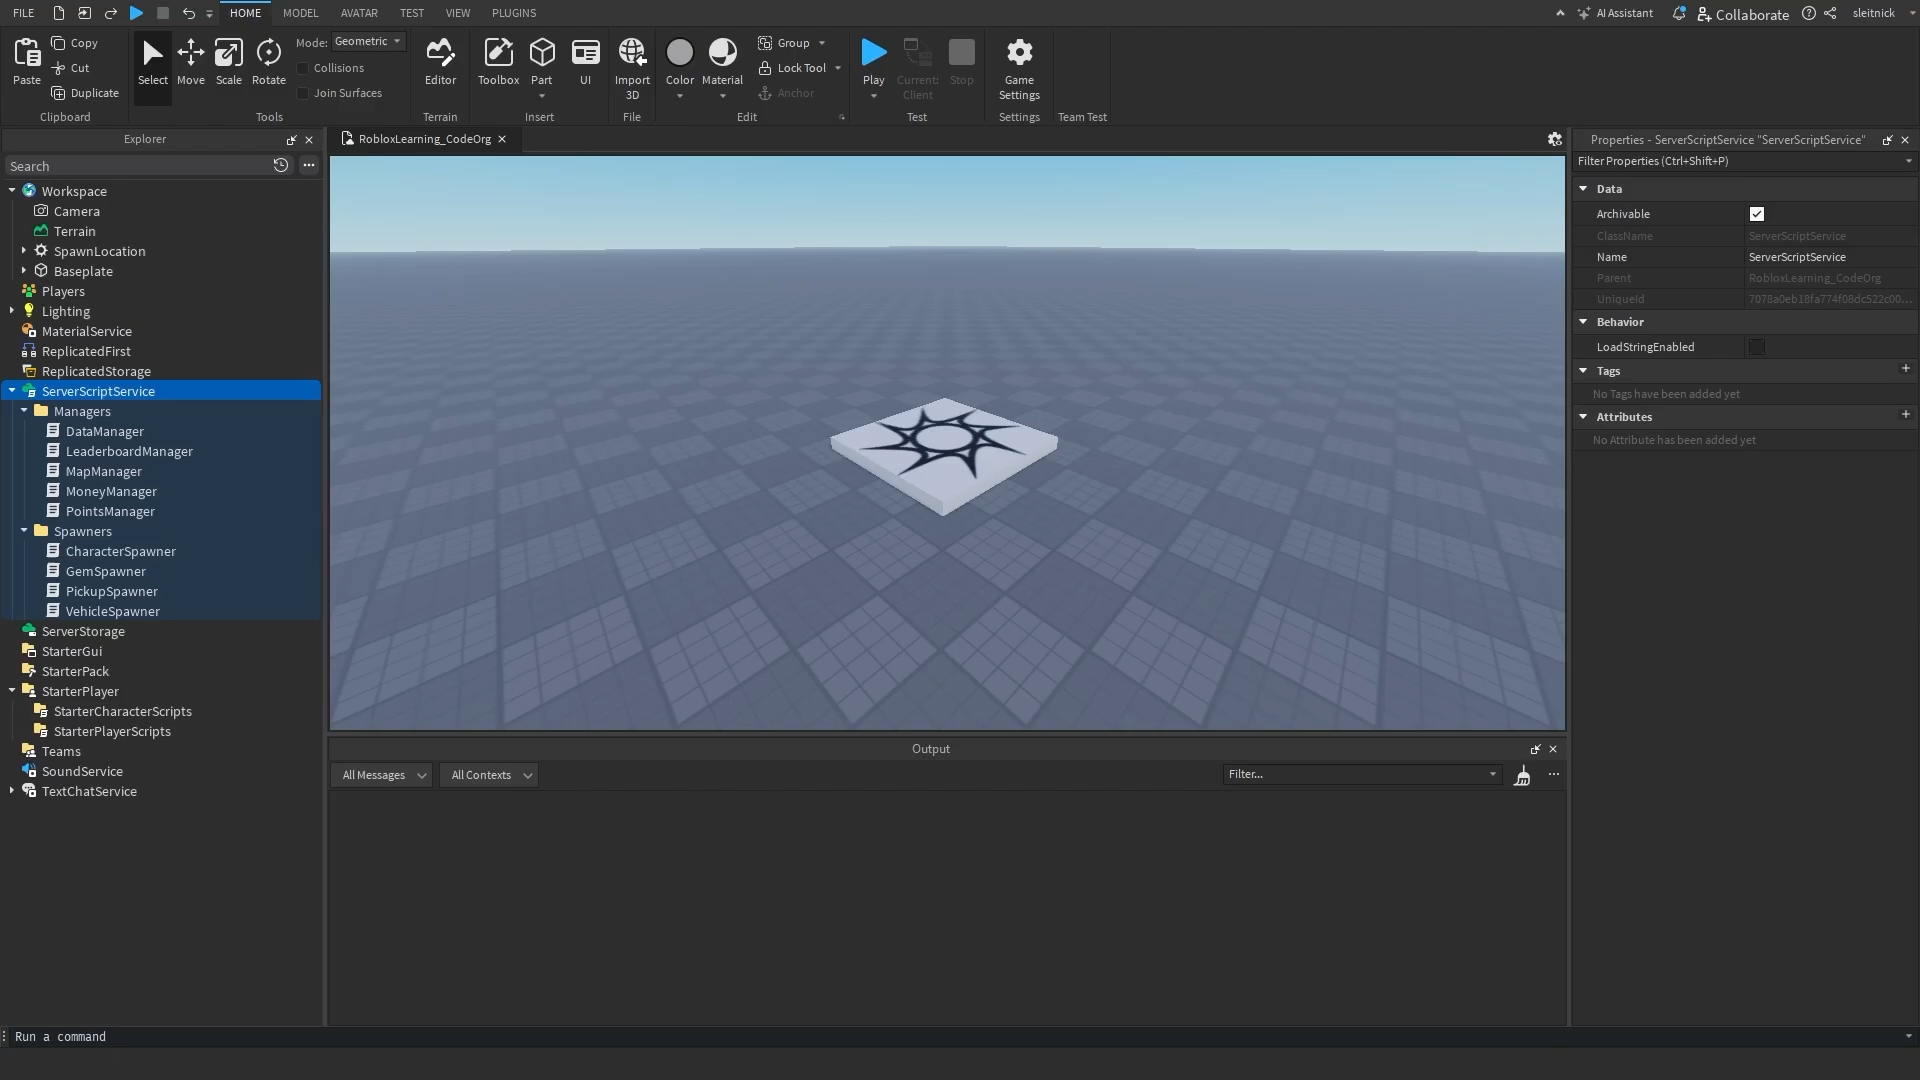 FILE
HOME
MODEL
AVATAR
TEST
VIEW
PLUGINS
AI Assistant
Collaborate
sleitnick
Paste
Copy
Cut
Duplicate
Clipboard
Select
Move
Scale
Rotate
Mode:
Geometric
Collisions
Join Surfaces
Tools
Editor
Terrain
Toolbox
Part
UI
Insert
Import
3D
File
Color
Material
Group
Lock Tool
Anchor
Edit
Play
Current:
Client
Stop
Test
Game
Settings
Settings
Team Test
Explorer
Search
Workspace
Camera
Terrain
SpawnLocation
Baseplate
Players
Lighting
MaterialService
ReplicatedFirst
ReplicatedStorage
ServerScriptService
Managers
DataManager
LeaderboardManager
MapManager
MoneyManager
PointsManager
Spawners
CharacterSpawner
GemSpawner
PickupSpawner
VehicleSpawner
ServerStorage
StarterGui
StarterPack
StarterPlayer
StarterCharacterScripts
StarterPlayerScripts
Teams
SoundService
TextChatService
RobloxLearning_CodeOrg
Output
All Messages
All Contexts
Filter...
Properties - ServerScriptService "ServerScriptService"
Filter Properties (Ctrl+Shift+P)
Data
Archivable
ClassName ServerScriptService
Name ServerScriptService
Parent RobloxLearning_CodeOrg
UniqueId 7078a0eb18fa774f08dc522c00...
Behavior
LoadStringEnabled
Tags
No Tags have been added yet
Attributes
No Attribute has been added yet
Run a command